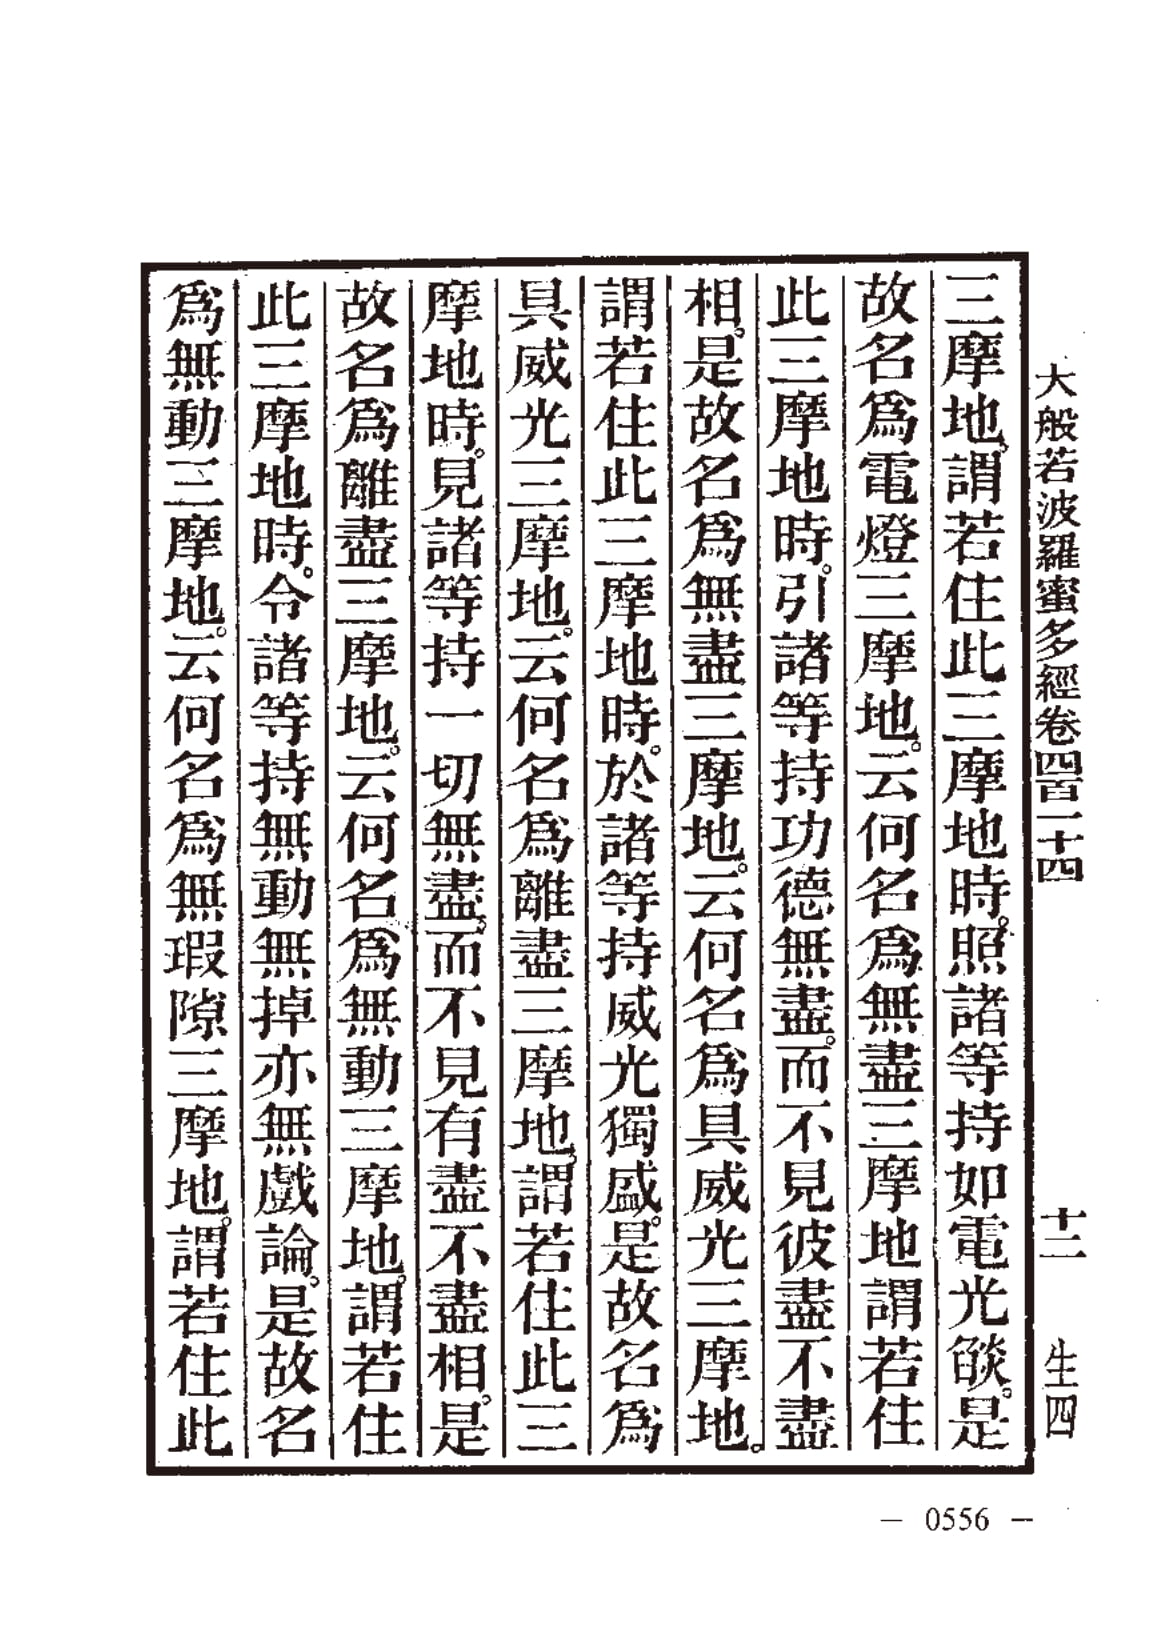 大般若波羅蜜多經卷四百一十四 十二 生四
三摩地。謂若住此三摩地時。照諸等持如電光燄。是
故名爲電燈三摩地。云何名爲無盡三摩地謂若住
此三摩地時。引諸等持功德無盡。而不見彼盡不盡
相。是故名爲無盡三摩地。云何名爲具威光三摩地。
謂若住此三摩地時。於諸等持威光獨盛。是故名爲
具威光三摩地。云何名爲離盡三摩地。謂若住此三
摩地時。見諸等持一切無盡。而不見有盡不盡相。是
故名爲離盡三摩地。云何名爲無動三摩地。謂若住
此三摩地時。令諸等持無動無掉亦無戲論。是故名
爲無動三摩地。云何名爲無瑕隙三摩地。謂若住此
— 0556 —